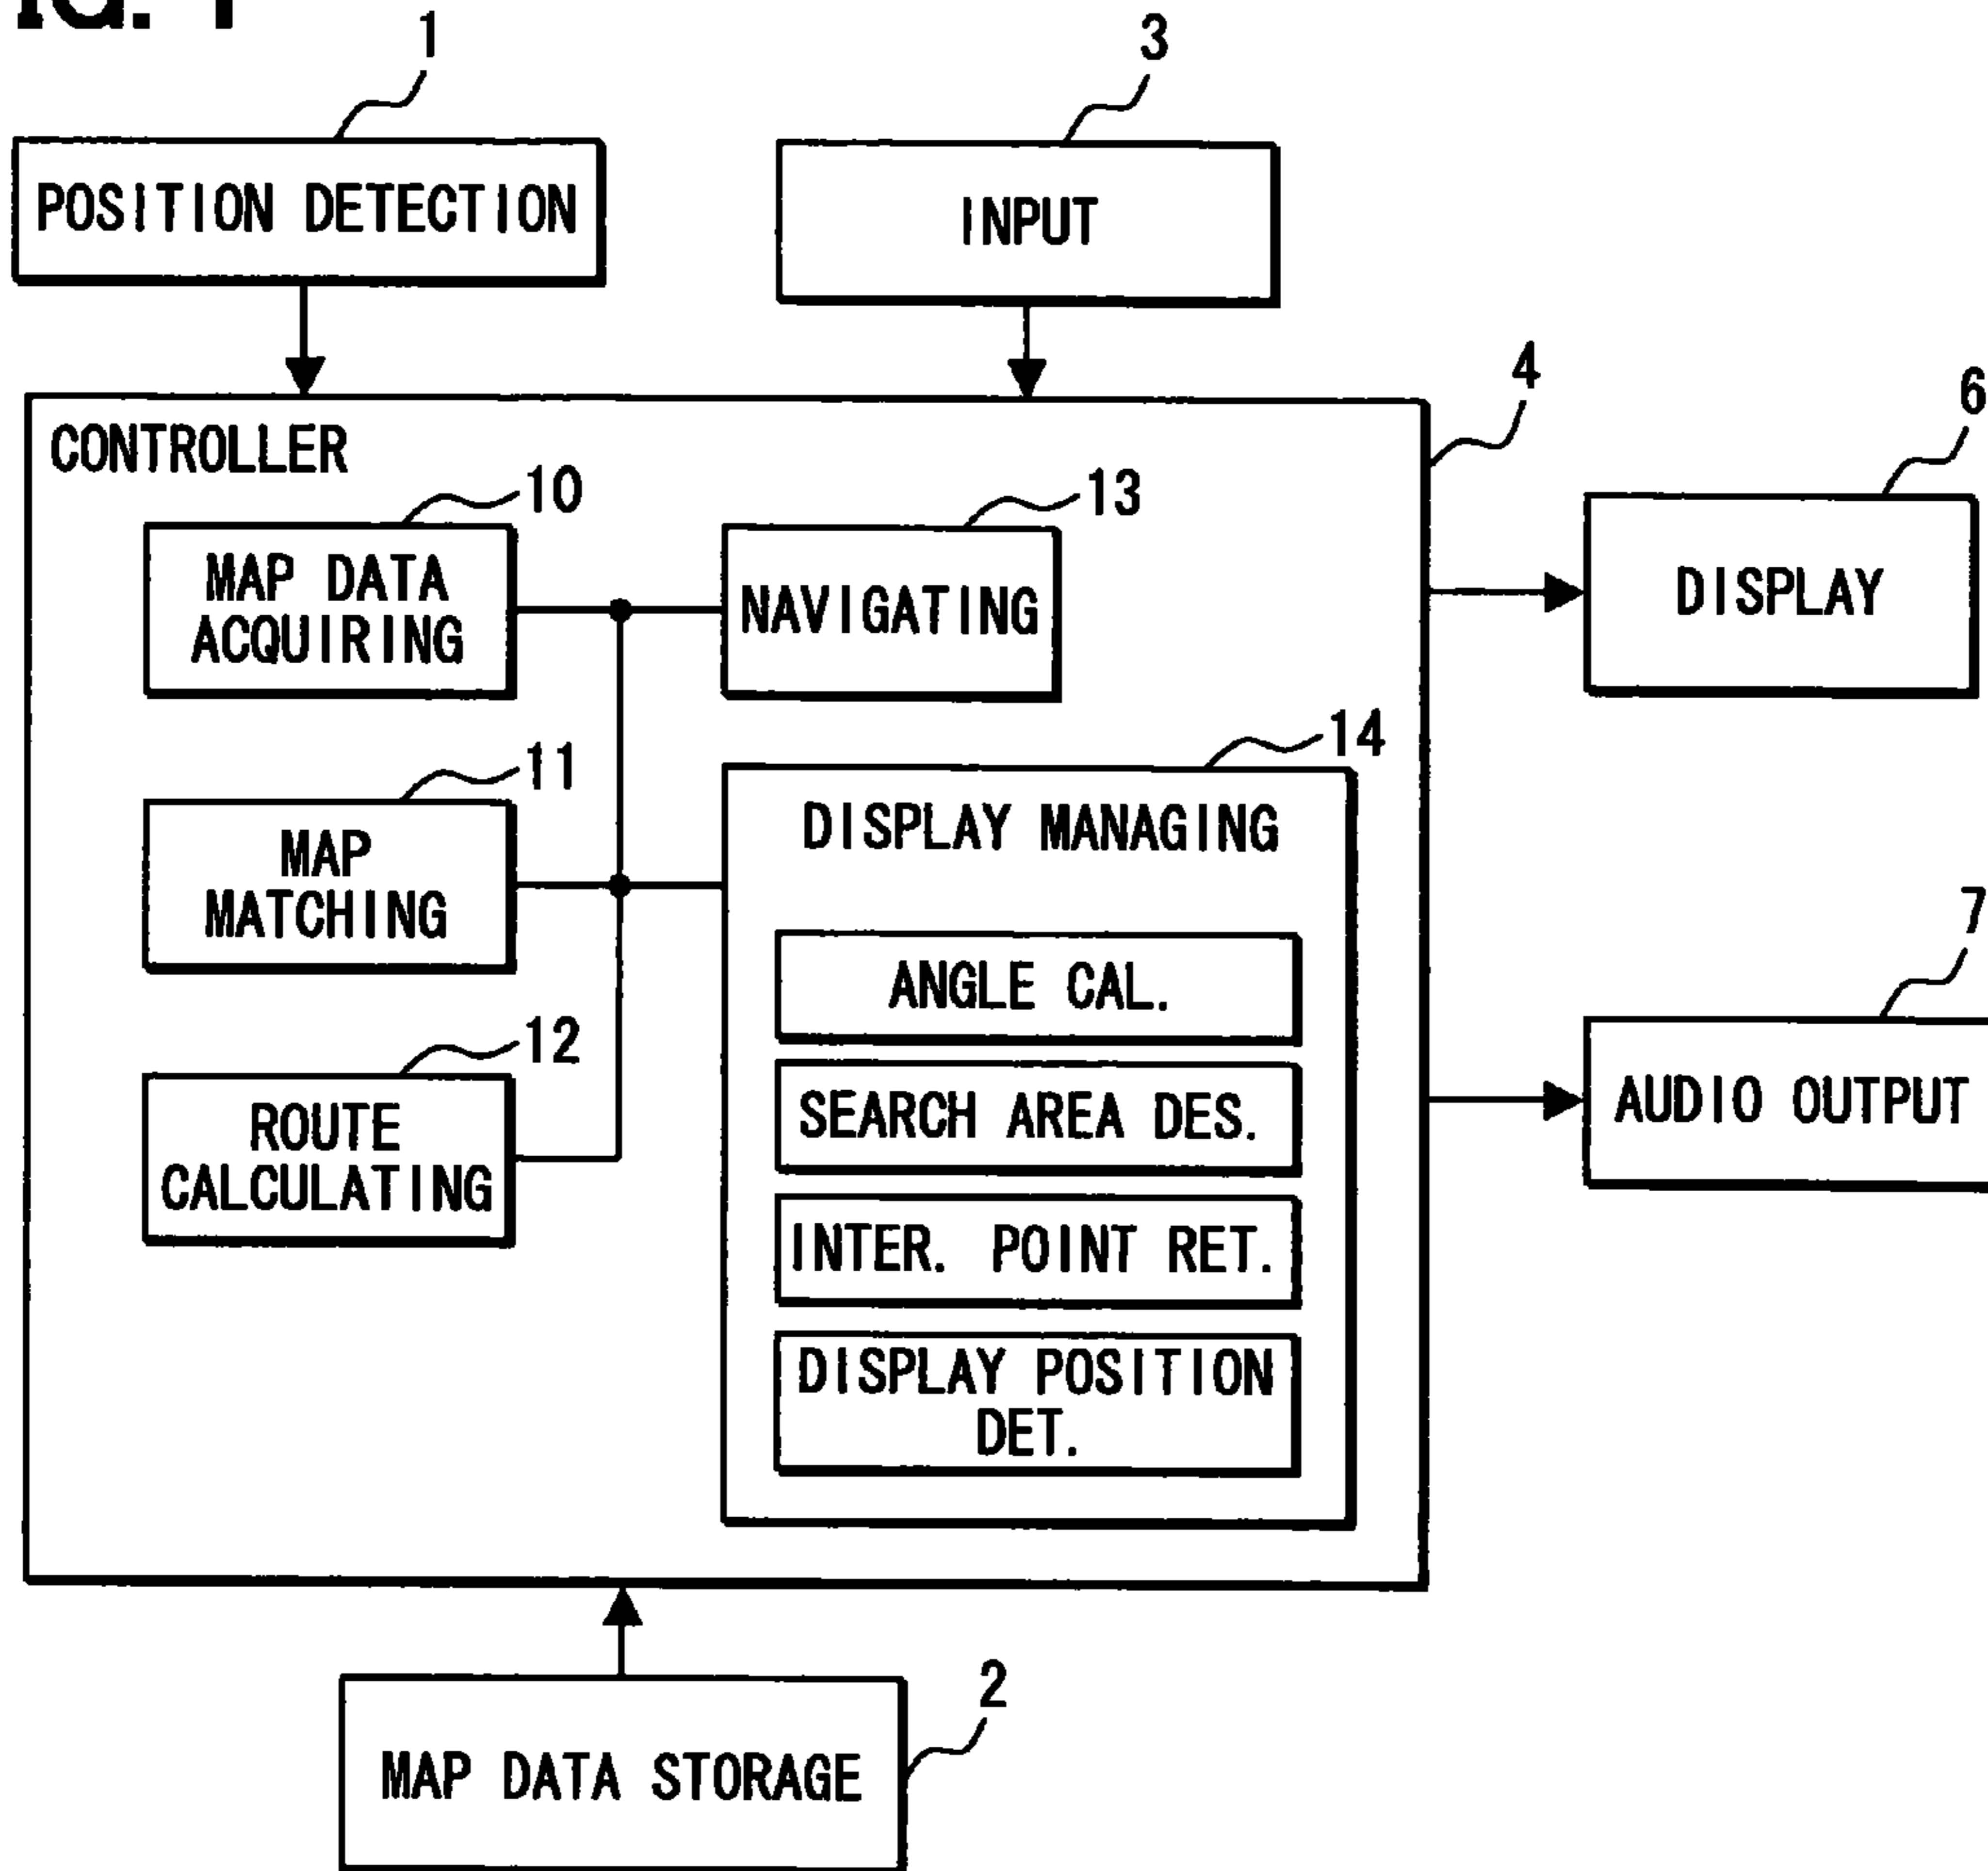 1
3
POSITION DETECTION
INPUT
4
6
CONTROLLER
10
13
MAP DATA
ACQUIRING
NAVIGATING
DISPLAY
14
11
MAP
MATCHING
DISPLAY MANAGING
7
ANGLE CAL.
12
SEARCH AREA DES.
AUDIO OUTPUT
ROUTE
CALCULATING
INTER. POINT RET.
DISPLAY POSITION
DET.
2
MAP DATA STORAGE